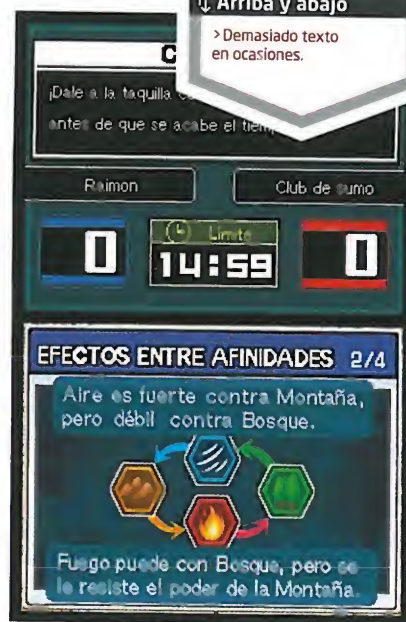 Arriba y abajo
> Demasiado texto
en ocasiones.
C
¡Dale a la taquilla
antes de que se acabe el
Raimon
Club de sumo
0
Límite
14:59
0
EFECTOS ENTRE AFINIDADES 2/4
Aire es fuerte contra Montaña,
pero débil contra Bosque.
Fuego puede con Bosque, pero se
le resiste el poder de la Montaña.